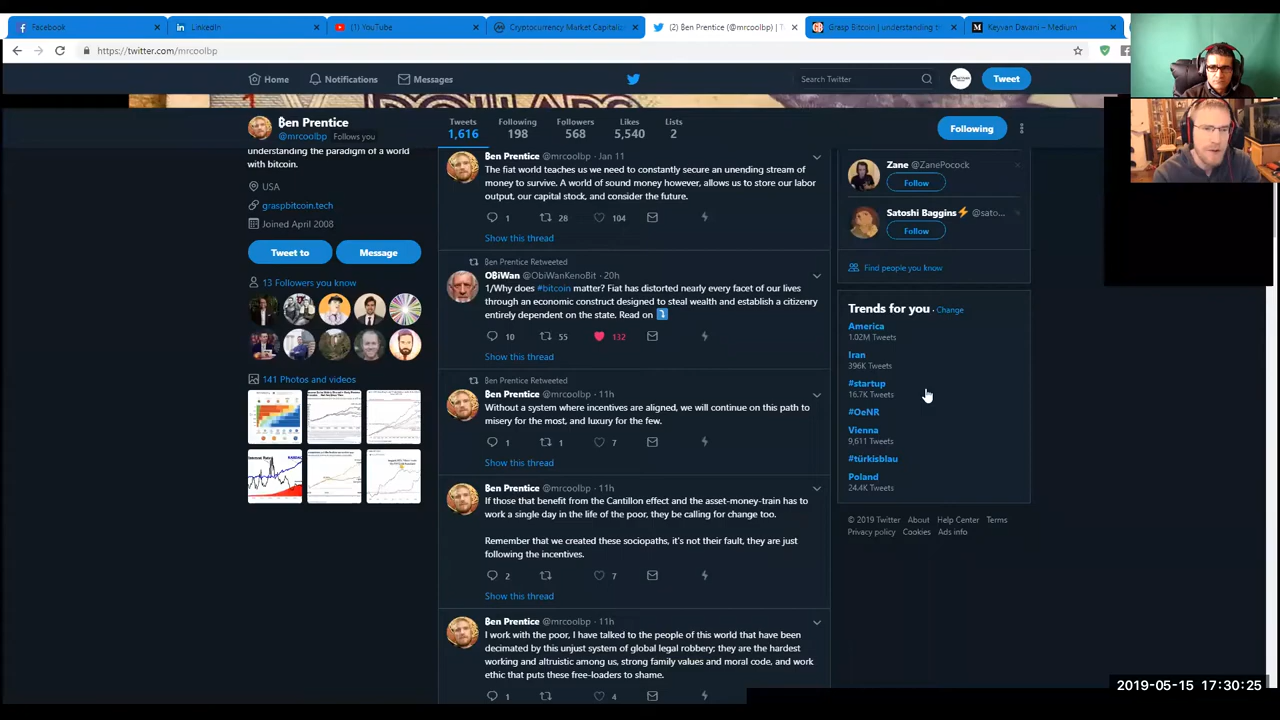 Facebook
LinkedIn
(1) YouTube
Cryptocurrency Market Capitaliz
(2) ₿en Prentice (@mrcoolbp) | T
Grasp Bitcoin | understanding t
Keyvan Davani – Medium
https://twitter.com/mrcoolbp
Home
Notifications
Messages
Search Twitter
Tweet
₿en Prentice
@mrcoolbp Follows you
Tweets
1,616
Following
198
Followers
568
Likes
5,540
Lists
2
Following
understanding the paradigm of a world
with bitcoin.
USA
graspbitcoin.tech
Joined April 2008
Tweet to
Message
13 Followers you know
141 Photos and videos
₿en Prentice @mrcoolbp · Jan 11
The fiat world teaches us we need to constantly secure an unending stream of
money to survive. A world of sound money however, allows us to store our labor
output, our capital stock, and consider the future.
1 28 104
Show this thread
₿en Prentice Retweeted
O₿iWan @ObiWanKenoBit · 20h
1/Why does #bitcoin matter? Fiat has distorted nearly every facet of our lives
through an economic construct designed to steal wealth and establish a citizenry
entirely dependent on the state. Read on
10 55 132
Show this thread
₿en Prentice Retweeted
₿en Prentice @mrcoolbp · 11h
Without a system where incentives are aligned, we will continue on this path to
misery for the most, and luxury for the few.
1 1 7
Show this thread
₿en Prentice @mrcoolbp · 11h
If those that benefit from the Cantillon effect and the asset-money-train has to
work a single day in the life of the poor, they be calling for change too.
Remember that we created these sociopaths, it's not their fault, they are just
following the incentives.
2 7
Show this thread
₿en Prentice @mrcoolbp · 11h
I work with the poor, I have talked to the people of this world that have been
decimated by this unjust system of global legal robbery; they are the hardest
working and altruistic among us, strong family values and moral code, and work
ethic that puts these free-loaders to shame.
1 4
Zane @ZanePocock
Follow
Satoshi Baggins⚡ @sato...
Follow
Find people you know
Trends for you · Change
America
1.02M Tweets
Iran
396K Tweets
#startup
16.7K Tweets
#OeNR
Vienna
9,611 Tweets
#türkisblau
Poland
24.4K Tweets
© 2019 Twitter About Help Center Terms
Privacy policy Cookies Ads info
2019-05-15 17:30:25